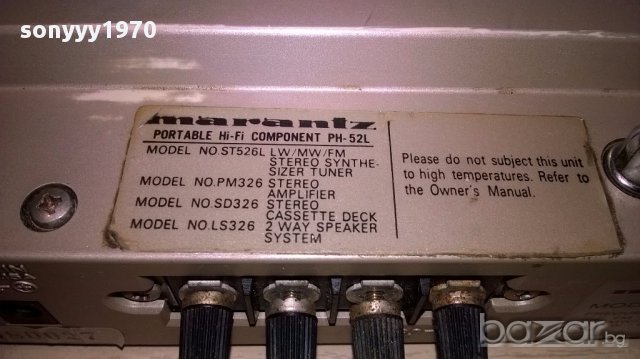 sonyyy1970
marantz
PORTABLE Hi-Fi COMPONENT PH-52L
MODEL NO.ST526L LW/MW/FM
STEREO SYNTHE-
SIZER TUNER
MODEL NO.PM326 STEREO
AMPLIFIER
MODEL NO.SD326 STEREO
CASSETTE DECK
MODEL NO.LS326 2 WAY SPEAKER
SYSTEM
Please do not subject this unit
to high temperatures. Refer to
the Owner's Manual.
bazar.bg